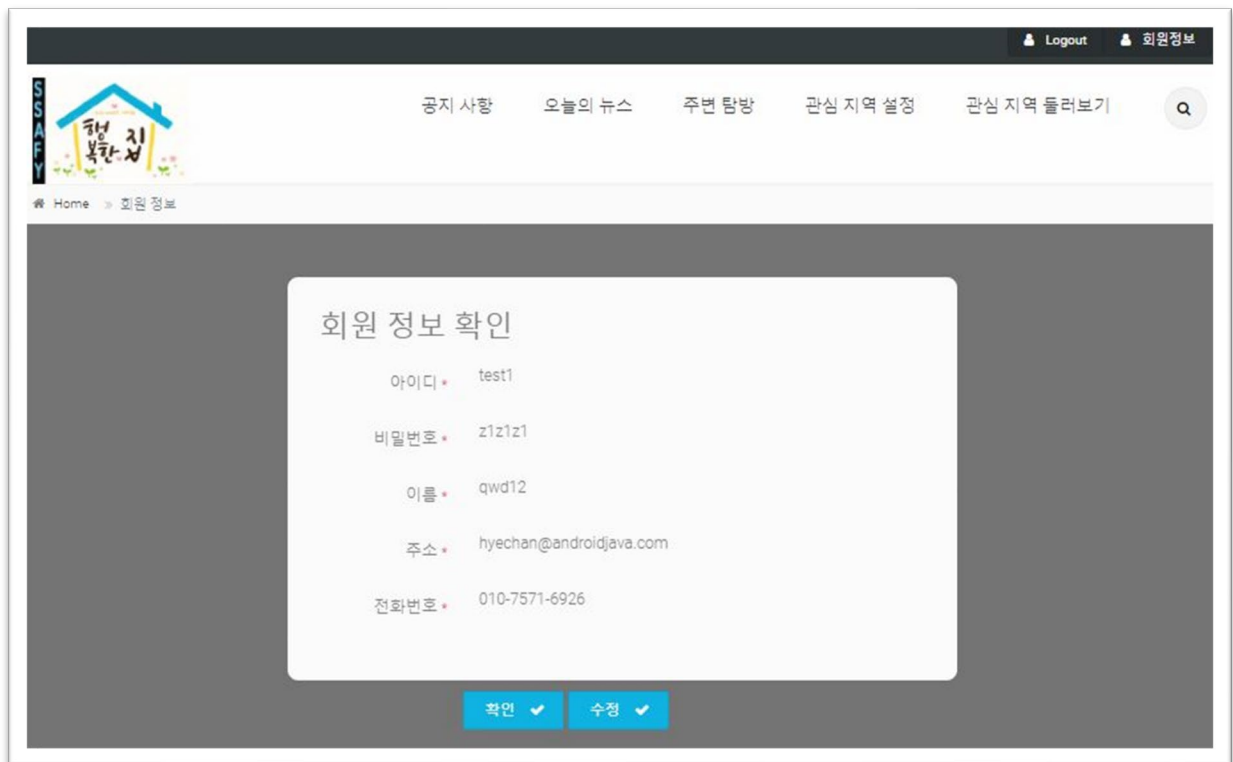 Logout 회원정보
SSAFY
행복한 집
공지 사항 오늘의 뉴스 주변 탐방 관심 지역 설정 관심 지역 둘러보기
Home » 회원 정보
회원 정보 확인
아이디 * test1
비밀번호 * z1z1z1
이름 * qwd12
주소 * hyechan@androidjava.com
전화번호 * 010-7571-6926
확인 수정